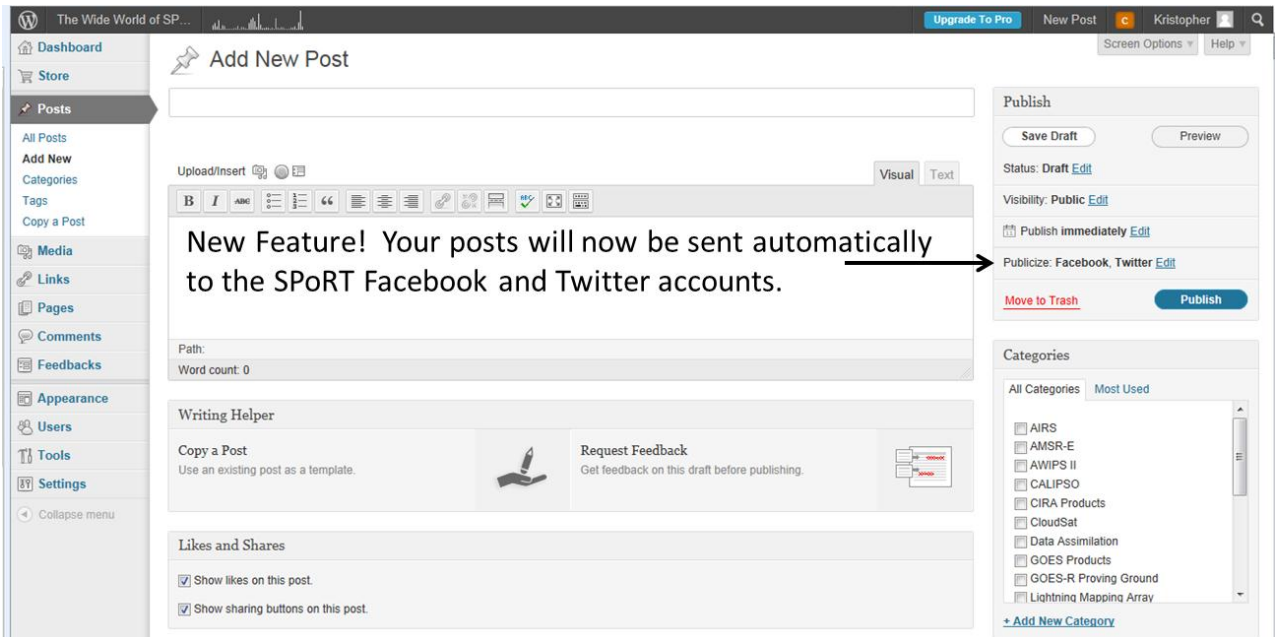 The Wide World of SP...
Upgrade To Pro
New Post
c
Kristopher
Dashboard
Store
Posts
All Posts
Add New
Categories
Tags
Copy a Post
Media
Links
Pages
Comments
Feedbacks
Appearance
Users
Tools
Settings
Collapse menu
Screen Options
Help
Add New Post
Upload/Insert
Visual
Text
B I ABC
ABC
New Feature!  Your posts will now be sent automatically
to the SPoRT Facebook and Twitter accounts.
Path:
Word count: 0
Writing Helper
Copy a Post
Use an existing post as a template.
Request Feedback
Get feedback on this draft before publishing.
Likes and Shares
Show likes on this post.
Show sharing buttons on this post.
Publish
Save Draft
Preview
Status: Draft Edit
Visibility: Public Edit
Publish immediately Edit
Publicize: Facebook, Twitter Edit
Move to Trash
Publish
Categories
All Categories
Most Used
AIRS
AMSR-E
AWIPS II
CALIPSO
CIRA Products
CloudSat
Data Assimilation
GOES Products
GOES-R Proving Ground
Lightning Mapping Array
+ Add New Category